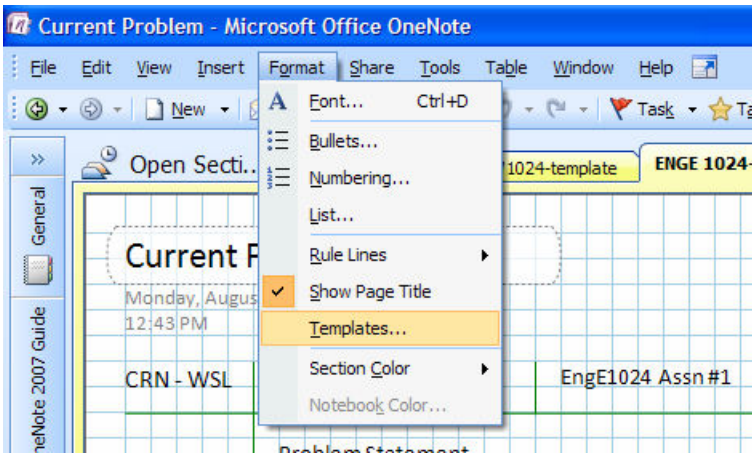 Current Problem - Microsoft Office OneNote
File Edit View Insert Format Share Tools Table Window Help
New Task
Font... Ctrl+D
Bullets...
Numbering...
List...
Rule Lines
Show Page Title
Templates...
Section Color
Notebook Color...
Open Secti... 1024-template ENGE 1024-
General
OneNote 2007 Guide
Current P
Monday, Augus
12:43 PM
CRN - WSL EngE1024 Assn #1
Problem Statement